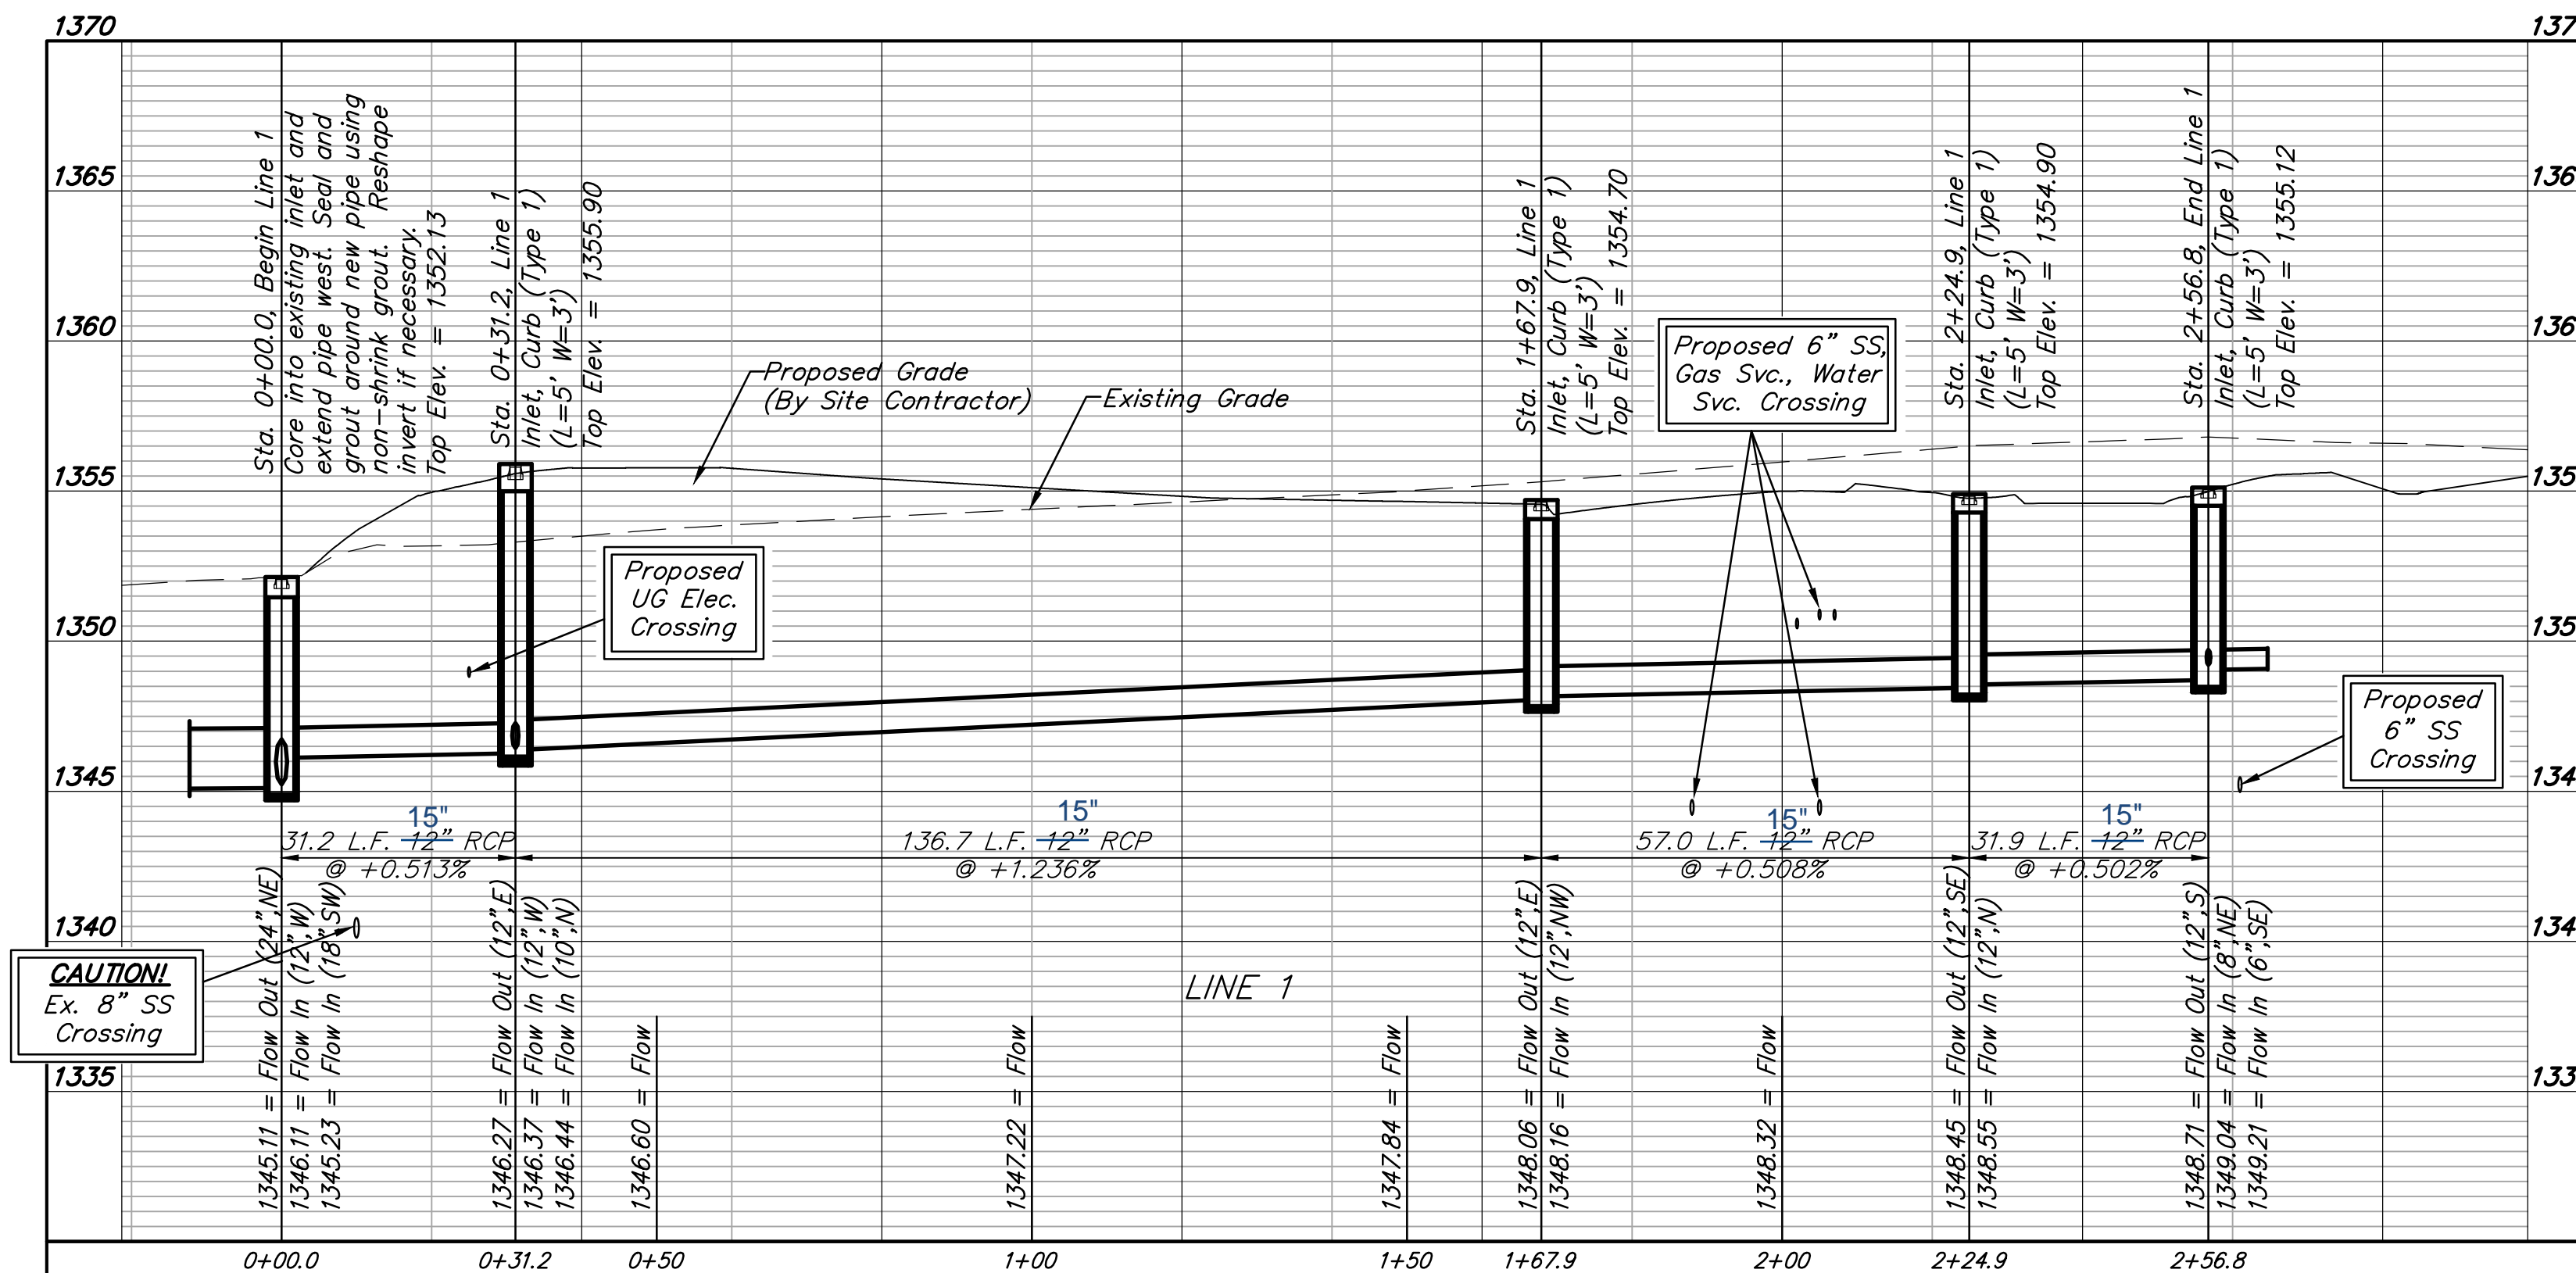 1370
1365
1360
1355
1350
1345
1340
1335
137
136
136
135
135
134
134
133
Sta. 0+00.0, Begin Line 1
Core into existing inlet and
extend pipe west. Seal and
grout around new pipe using
non-shrink grout. Reshape
invert if necessary.
Top Elev. = 1352.13
Sta. 0+31.2, Line 1
Inlet, Curb (Type 1)
(L=5' W=3')
Top Elev. = 1355.90
Proposed Grade
(By Site Contractor)
Existing Grade
Sta. 1+67.9, Line 1
Inlet, Curb (Type 1)
(L=5' W=3')
Top Elev. = 1354.70
Proposed 6" SS,
Gas Svc., Water
Svc. Crossing
Sta. 2+24.9, Line 1
Inlet, Curb (Type 1)
(L=5' W=3')
Top Elev. = 1354.90
Sta. 2+56.8, End Line 1
Inlet, Curb (Type 1)
(L=5' W=3')
Top Elev. = 1355.12
Proposed
UG Elec.
Crossing
Proposed
6" SS
Crossing
15"
31.2 L.F. 12" RCP
@ +0.513%
15"
136.7 L.F. 12" RCP
@ +1.236%
15"
57.0 L.F. 12" RCP
@ +0.508%
15"
31.9 L.F. 12" RCP
@ +0.502%
CAUTION!
Ex. 8" SS
Crossing
LINE 1
1345.11 = Flow Out (24",NE)
1346.11 = Flow In (12",W)
1345.23 = Flow In (18",SW)
1346.27 = Flow Out (12",E)
1346.37 = Flow In (12",W)
1346.44 = Flow In (10",N)
1346.60 = Flow
1347.22 = Flow
1347.84 = Flow
1348.06 = Flow Out (12",E)
1348.16 = Flow In (12",NW)
1348.32 = Flow
1348.45 = Flow Out (12",SE)
1348.55 = Flow In (12",N)
1348.71 = Flow Out (12",S)
1349.04 = Flow In (8",NE)
1349.21 = Flow In (6",SE)
0+00.0
0+31.2
0+50
1+00
1+50
1+67.9
2+00
2+24.9
2+56.8